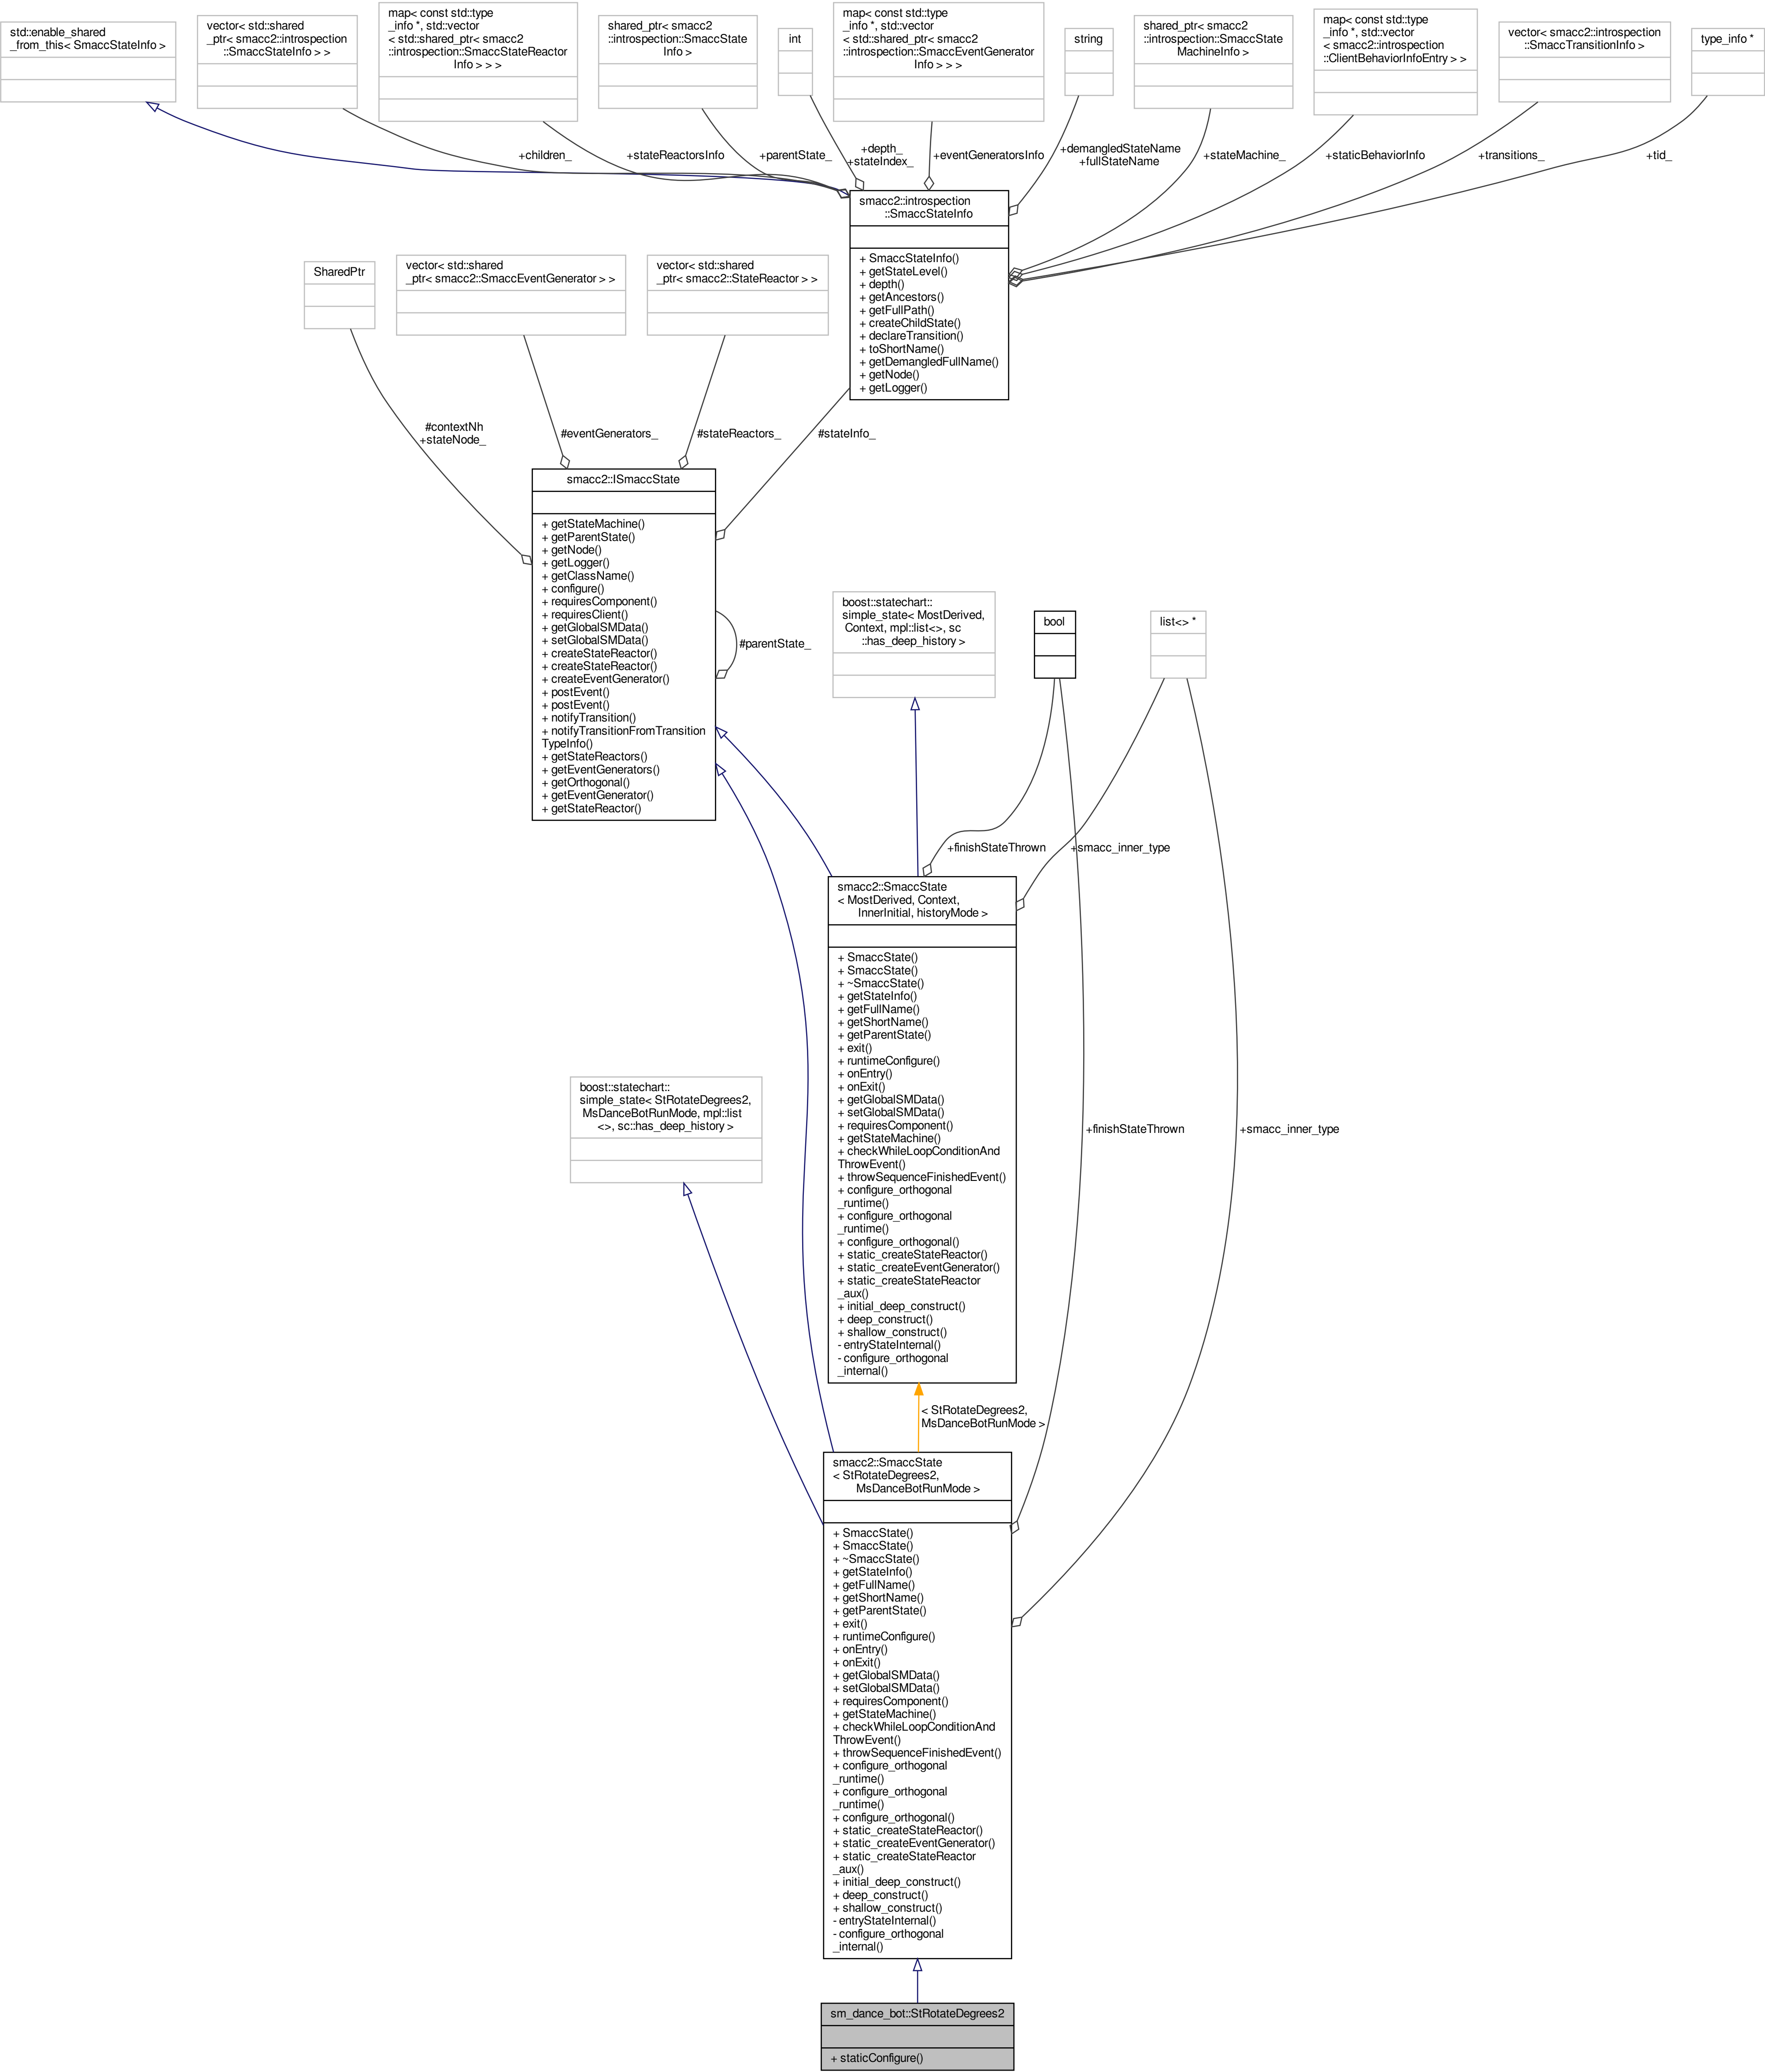 std::enable_shared
_from_this< SmaccStateInfo >
vector< std::shared
_ptr< smacc2::introspection
::SmaccStateInfo > >
map< const std::type
_info *, std::vector
< std::shared_ptr< smacc2
::introspection::SmaccStateReactor
Info > > >
shared_ptr< smacc2
::introspection::SmaccState
Info >
int
map< const std::type
_info *, std::vector
< std::shared_ptr< smacc2
::introspection::SmaccEventGenerator
Info > > >
string
shared_ptr< smacc2
::introspection::SmaccState
MachineInfo >
map< const std::type
_info *, std::vector
< smacc2::introspection
::ClientBehaviorInfoEntry > >
vector< smacc2::introspection
::SmaccTransitionInfo >
type_info *
+children_
+stateReactorsInfo
+parentState_
+depth_
+stateIndex_
+eventGeneratorsInfo
+demangledStateName
+fullStateName
+stateMachine_
+staticBehaviorInfo
+transitions_
+tid_
smacc2::introspection
::SmaccStateInfo
+ SmaccStateInfo()
+ getStateLevel()
+ depth()
+ getAncestors()
+ getFullPath()
+ createChildState()
+ declareTransition()
+ toShortName()
+ getDemangledFullName()
+ getNode()
+ getLogger()
SharedPtr
vector< std::shared
_ptr< smacc2::SmaccEventGenerator > >
vector< std::shared
_ptr< smacc2::StateReactor > >
#contextNh
+stateNode_
#eventGenerators_
#stateReactors_
#stateInfo_
smacc2::ISmaccState
+ getStateMachine()
+ getParentState()
+ getNode()
+ getLogger()
+ getClassName()
+ configure()
+ requiresComponent()
+ requiresClient()
+ getGlobalSMData()
+ setGlobalSMData()
+ createStateReactor()
+ createStateReactor()
+ createEventGenerator()
+ postEvent()
+ postEvent()
+ notifyTransition()
+ notifyTransitionFromTransition
TypeInfo()
+ getStateReactors()
+ getEventGenerators()
+ getOrthogonal()
+ getEventGenerator()
+ getStateReactor()
#parentState_
boost::statechart::
simple_state< MostDerived,
Context, mpl::list<>, sc
::has_deep_history >
bool
list<> *
+finishStateThrown
+smacc_inner_type
smacc2::SmaccState
< MostDerived, Context,
InnerInitial, historyMode >
+ SmaccState()
+ SmaccState()
+ ~SmaccState()
+ getStateInfo()
+ getFullName()
+ getShortName()
+ getParentState()
+ exit()
+ runtimeConfigure()
+ onEntry()
+ onExit()
+ getGlobalSMData()
+ setGlobalSMData()
+ requiresComponent()
+ getStateMachine()
+ checkWhileLoopConditionAnd
ThrowEvent()
+ throwSequenceFinishedEvent()
+ configure_orthogonal
_runtime()
+ configure_orthogonal
_runtime()
+ configure_orthogonal()
+ static_createStateReactor()
+ static_createEventGenerator()
+ static_createStateReactor
_aux()
+ initial_deep_construct()
+ deep_construct()
+ shallow_construct()
- entryStateInternal()
- configure_orthogonal
_internal()
boost::statechart::
simple_state< StRotateDegrees2,
MsDanceBotRunMode, mpl::list
<>, sc::has_deep_history >
+finishStateThrown
+smacc_inner_type
< StRotateDegrees2,
MsDanceBotRunMode >
smacc2::SmaccState
< StRotateDegrees2,
MsDanceBotRunMode >
+ SmaccState()
+ SmaccState()
+ ~SmaccState()
+ getStateInfo()
+ getFullName()
+ getShortName()
+ getParentState()
+ exit()
+ runtimeConfigure()
+ onEntry()
+ onExit()
+ getGlobalSMData()
+ setGlobalSMData()
+ requiresComponent()
+ getStateMachine()
+ checkWhileLoopConditionAnd
ThrowEvent()
+ throwSequenceFinishedEvent()
+ configure_orthogonal
_runtime()
+ configure_orthogonal
_runtime()
+ configure_orthogonal()
+ static_createStateReactor()
+ static_createEventGenerator()
+ static_createStateReactor
_aux()
+ initial_deep_construct()
+ deep_construct()
+ shallow_construct()
- entryStateInternal()
- configure_orthogonal
_internal()
sm_dance_bot::StRotateDegrees2
+ staticConfigure()